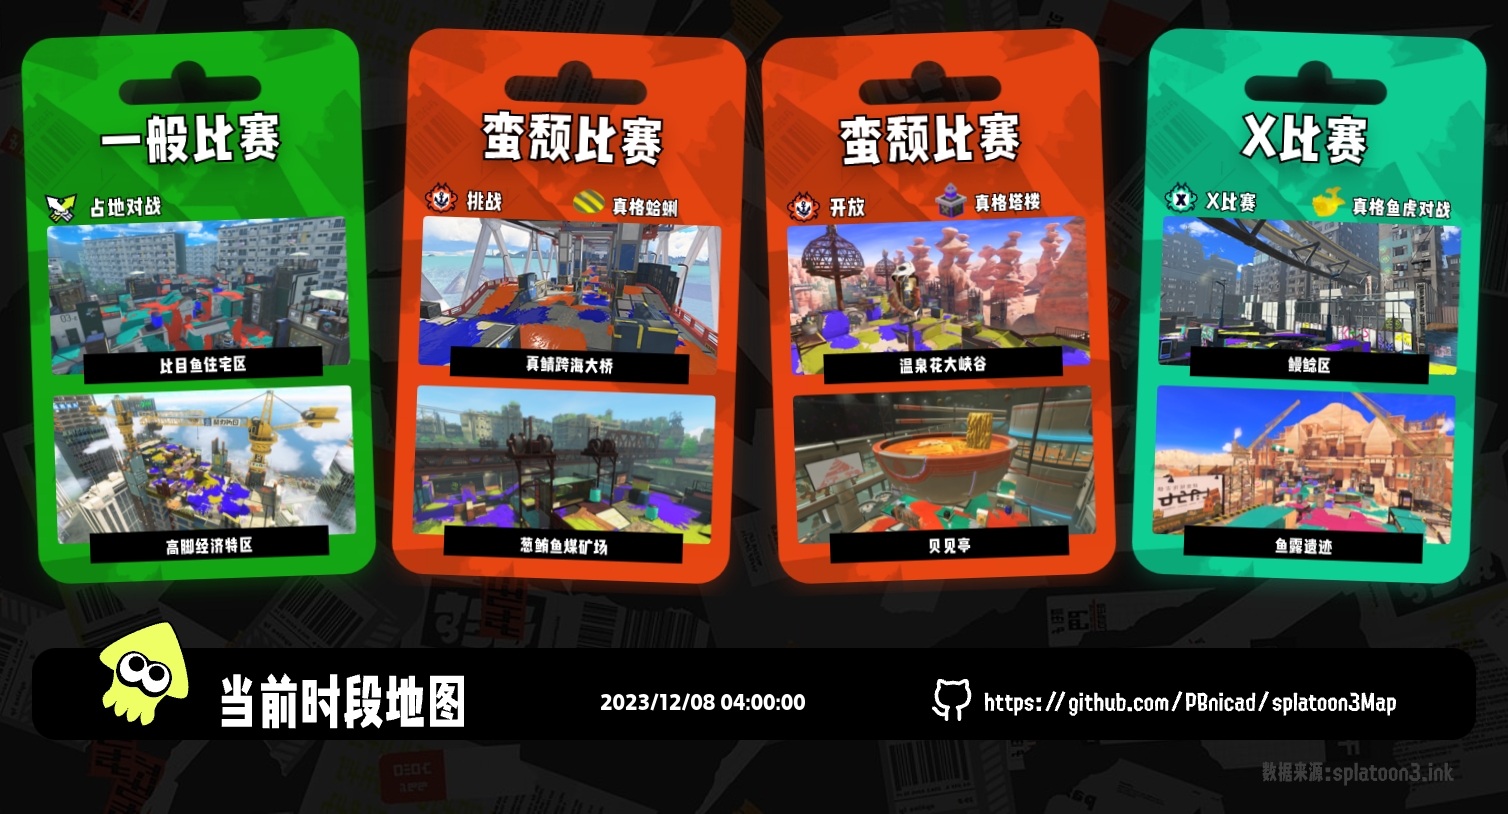 一般比赛
占地对战
比目鱼住宅区
高脚经济特区
蛮颓比赛
挑战
真格蛤蜊
真鲭跨海大桥
葱鲔鱼煤矿场
蛮颓比赛
开放
真格塔楼
温泉花大峡谷
贝见亭
X比赛
X比赛
真格鱼虎对战
鳗鲶区
鱼露遗迹
当前时段地图
2023/12/08 04:00:00
https://github.com/PBnicad/splatoon3Map
数据来源:splatoon3.ink